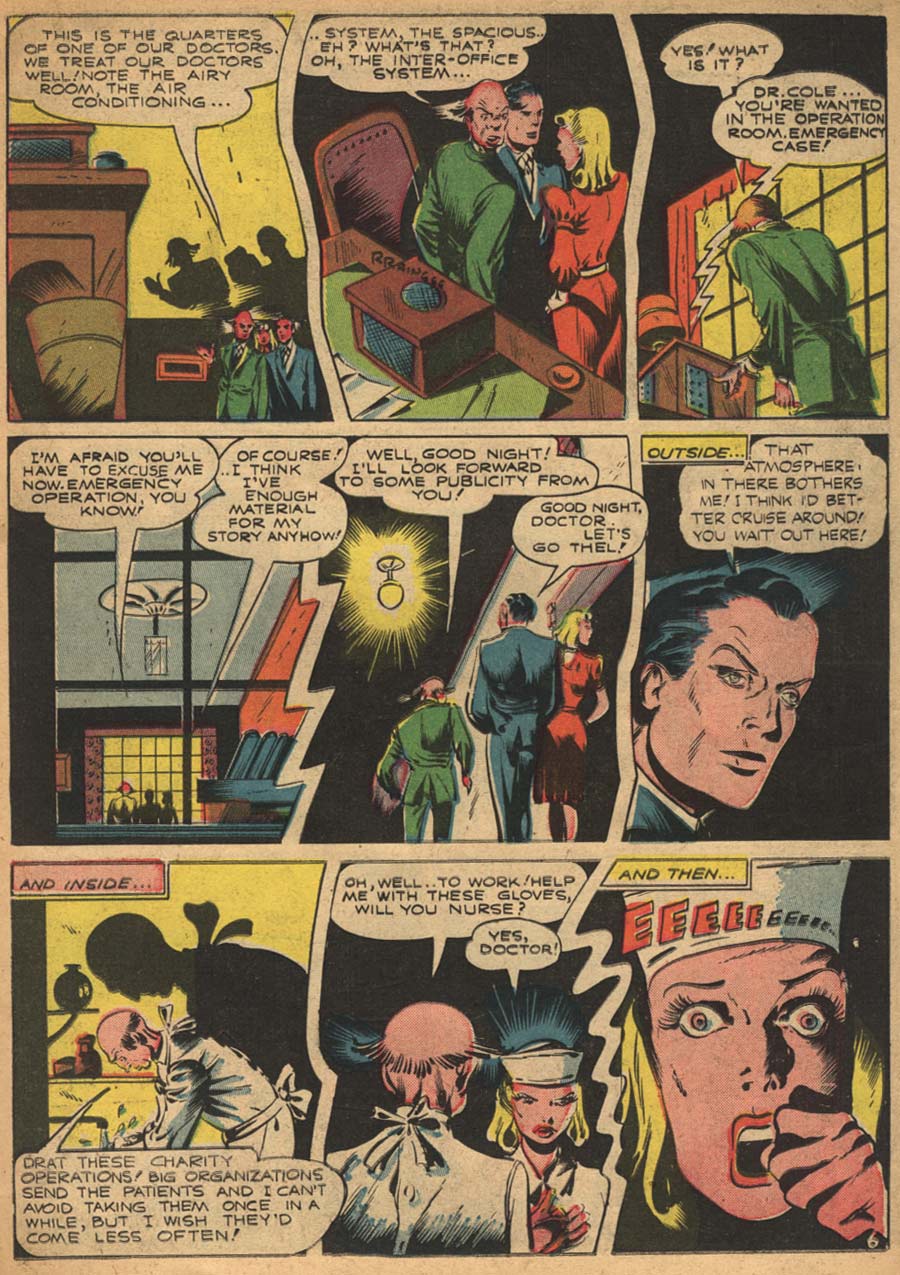 THIS IS THE QUARTERS
OF ONE OF OUR DOCTORS.
WE TREAT OUR DOCTORS
WELL! NOTE THE AIRY
ROOM, THE AIR
CONDITIONING...
.. SYSTEM, THE SPACIOUS..
EH? WHAT'S THAT?
OH, THE INTER-OFFICE
SYSTEM...
RRRINGGG
YES! WHAT
IS IT?
DR. COLE...
YOU'RE WANTED
IN THE OPERATION
ROOM. EMERGENCY
CASE!
I'M AFRAID YOU'LL
HAVE TO EXCUSE ME
NOW. EMERGENCY
OPERATION, YOU
KNOW!
OF COURSE!
..I THINK
I'VE
ENOUGH
MATERIAL
FOR MY
STORY ANYHOW!
WELL, GOOD NIGHT!
I'LL LOOK FORWARD
TO SOME PUBLICITY FROM
YOU!
GOOD NIGHT,
DOCTOR.
LET'S
GO THEL!
OUTSIDE...
THAT
ATMOSPHERE
IN THERE BOTHERS
ME! I THINK I'D BET-
TER CRUISE AROUND!
YOU WAIT OUT HERE!
AND INSIDE...
DRAT THESE CHARITY
OPERATIONS! BIG ORGANIZATIONS
SEND THE PATIENTS AND I CAN'T
AVOID TAKING THEM ONCE IN A
WHILE, BUT I WISH THEY'D
COME LESS OFTEN!
OH, WELL..TO WORK! HELP
ME WITH THESE GLOVES,
WILL YOU NURSE?
YES,
DOCTOR!
AND THEN...
EEEEEEEEEE...
6